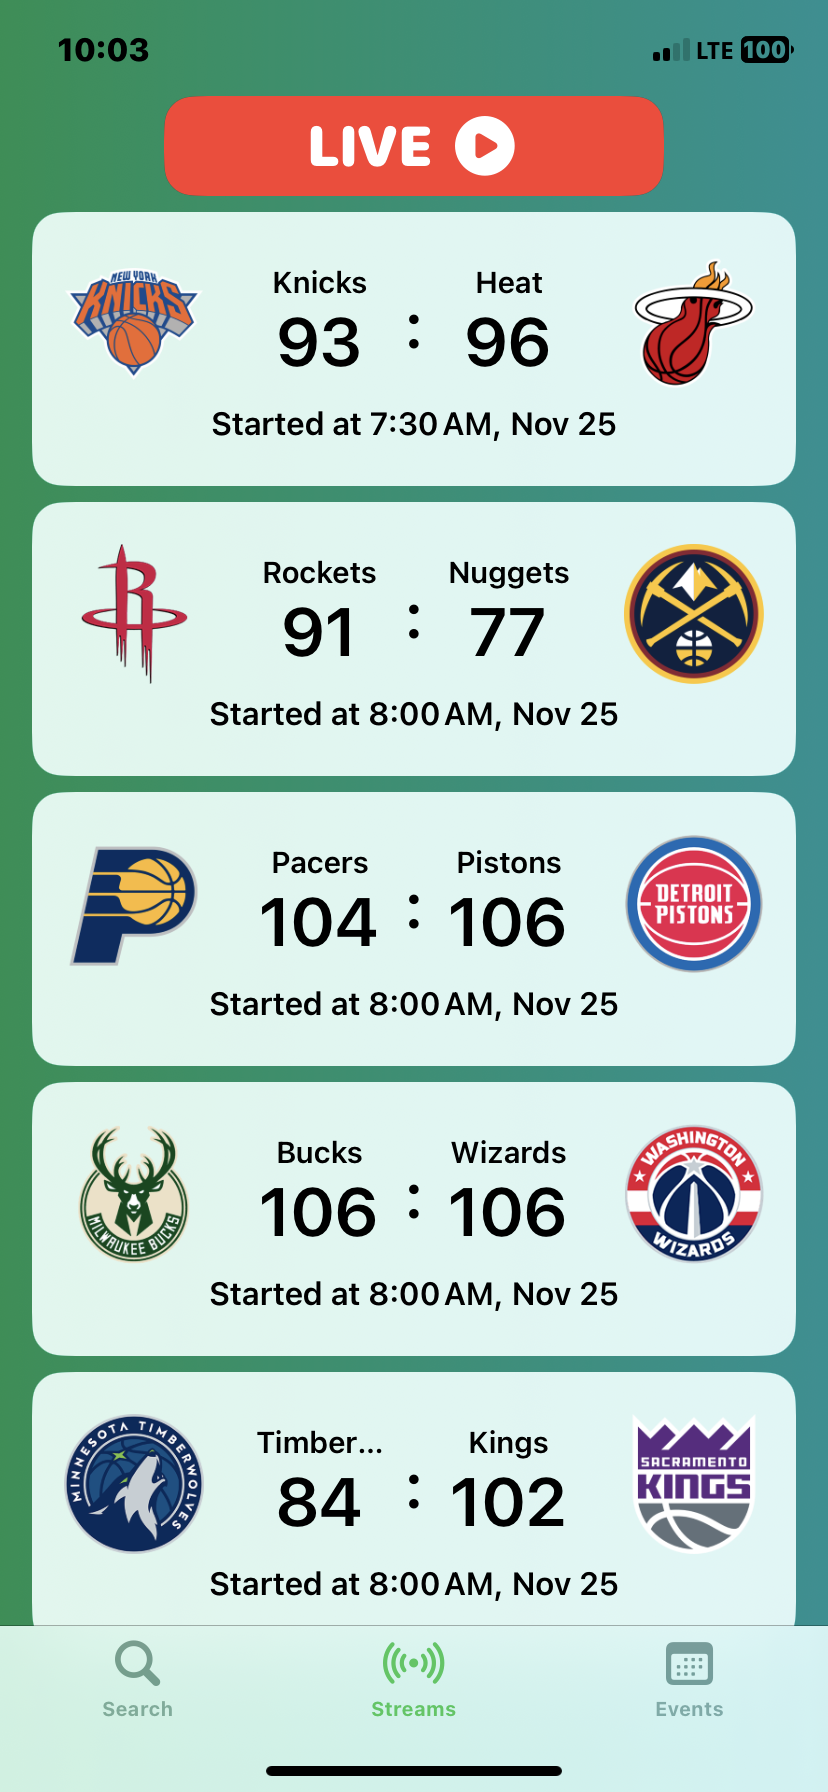 10:03
LTE 100
LIVE
NEW YORK
KNICKS
Knicks Heat
93 : 96
Started at 7:30 AM, Nov 25
R
Rockets Nuggets
91 : 77
Started at 8:00 AM, Nov 25
P
Pacers Pistons
104 : 106
DETROIT
PISTONS
Started at 8:00 AM, Nov 25
MILWAUKEE BUCKS
Bucks Wizards
106 : 106
WASHINGTON
WIZARDS
Started at 8:00 AM, Nov 25
MINNESOTA TIMBERWOLVES
Timber... Kings
84 : 102
SACRAMENTO
KINGS
Started at 8:00 AM, Nov 25
Search Streams Events